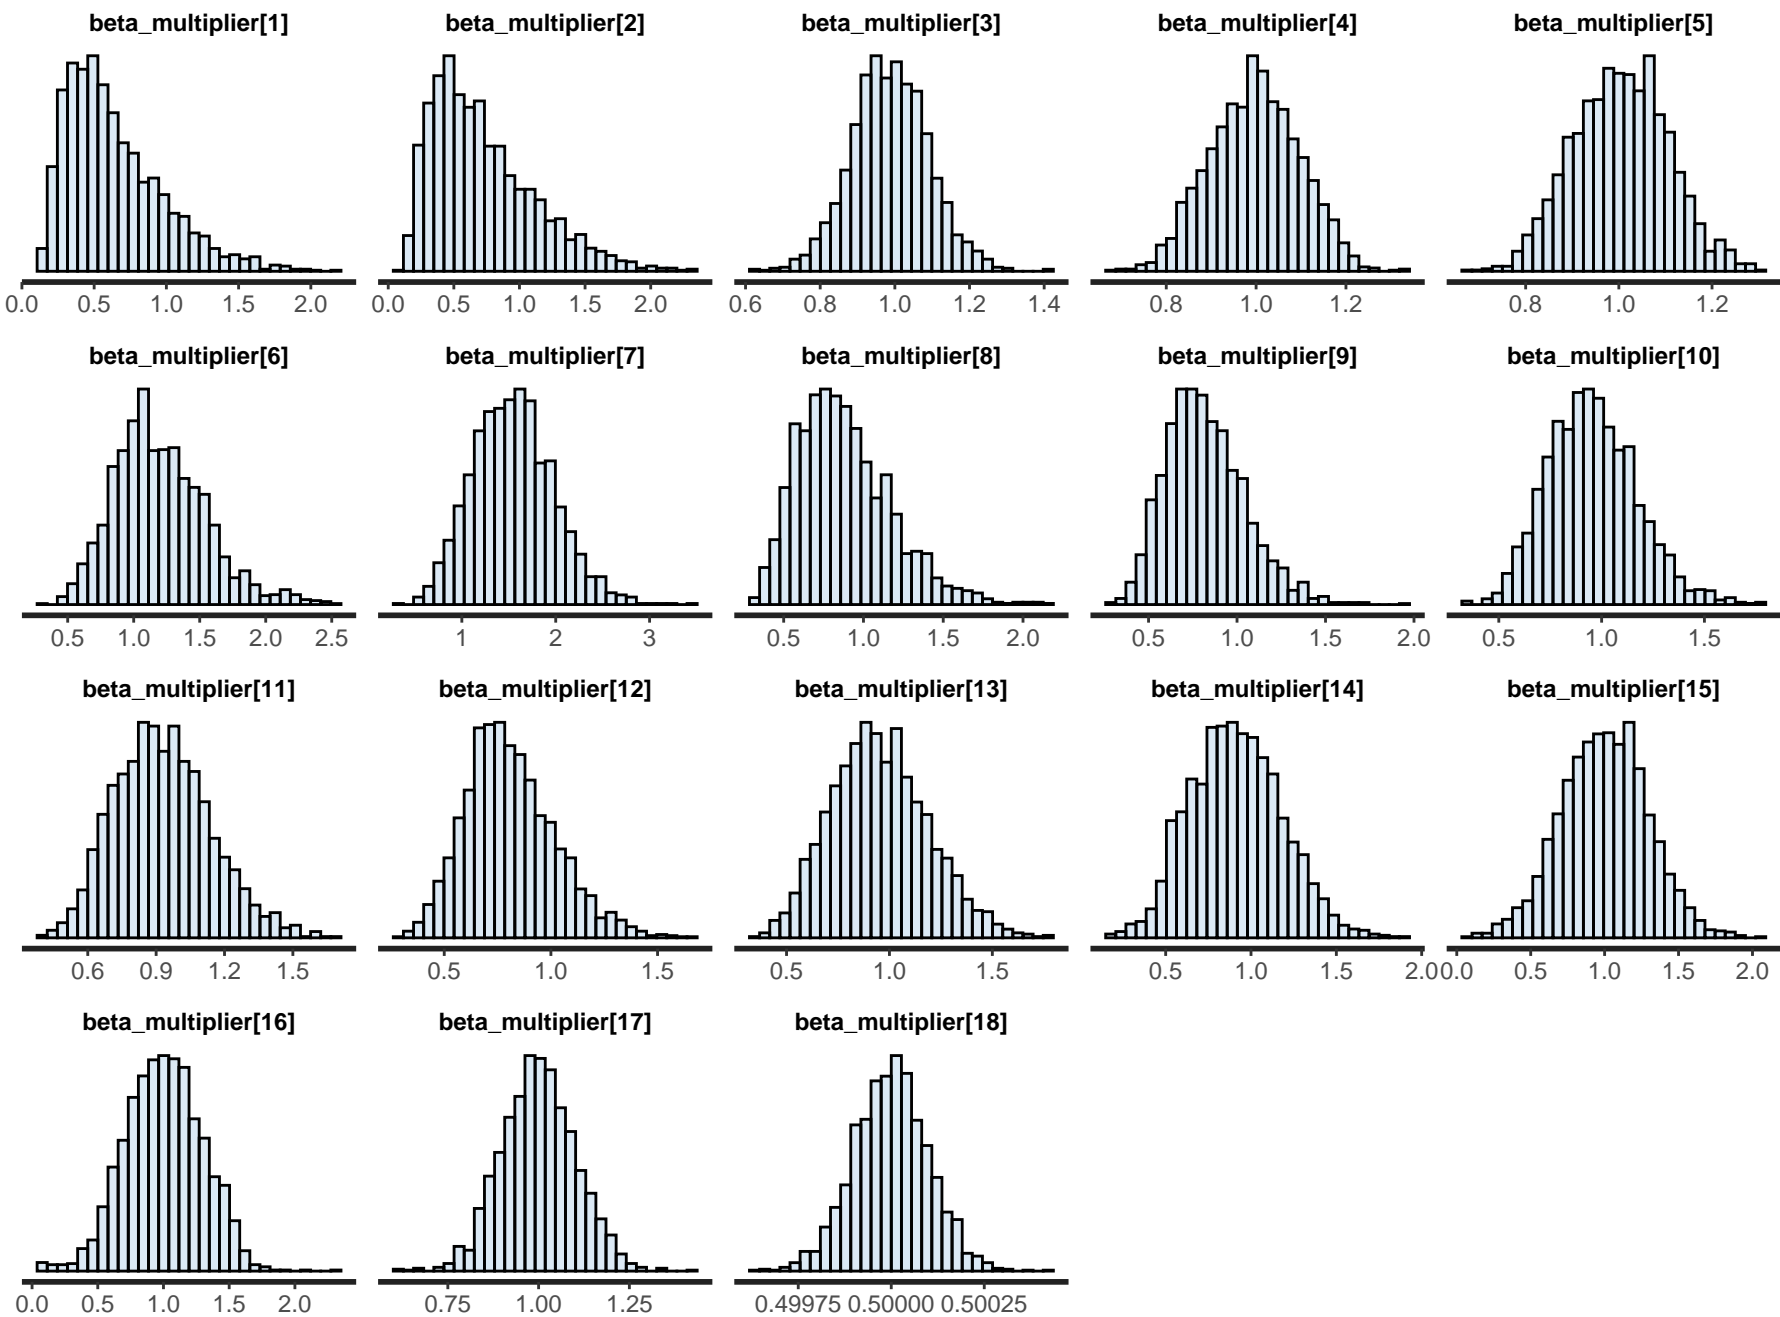 beta_multiplier[1] beta_multiplier[2] beta_multiplier[3] beta_multiplier[4] beta_multiplier[5]
0.0 0.5 1.0 1.5 2.0 0.0 0.5 1.0 1.5 2.0 0.6 0.8 1.0 1.2 1.4 0.8 1.0 1.2 0.8 1.0 1.2
beta_multiplier[6] beta_multiplier[7] beta_multiplier[8] beta_multiplier[9] beta_multiplier[10]
0.5 1.0 1.5 2.0 2.5 1 2 3 0.5 1.0 1.5 2.0 0.5 1.0 1.5 2.0 0.5 1.0 1.5
beta_multiplier[11] beta_multiplier[12] beta_multiplier[13] beta_multiplier[14] beta_multiplier[15]
0.6 0.9 1.2 1.5 0.5 1.0 1.5 0.5 1.0 1.5 0.5 1.0 1.5 2.0 0.0 0.5 1.0 1.5 2.0
beta_multiplier[16] beta_multiplier[17] beta_multiplier[18]
0.0 0.5 1.0 1.5 2.0 0.75 1.00 1.25 0.49975 0.50000 0.50025